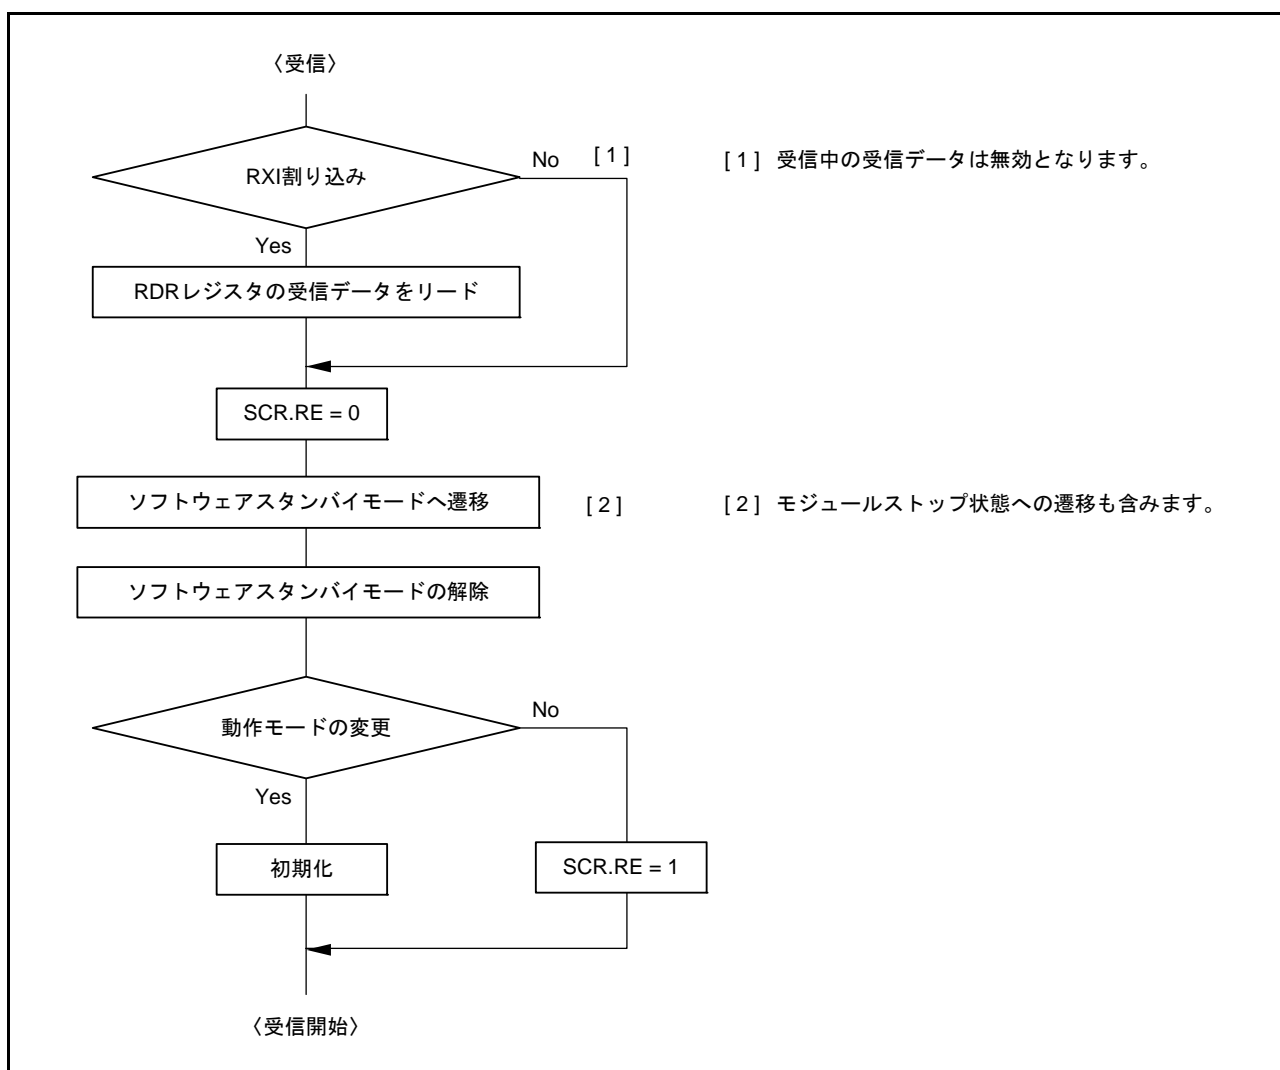 〈受信〉
RXI割り込み
No
[ 1 ]
[ 1 ] 受信中の受信データは無効となります。
Yes
RDRレジスタの受信データをリード
SCR.RE = 0
ソフトウェアスタンバイモードへ遷移
[ 2 ]
[ 2 ] モジュールストップ状態への遷移も含みます。
ソフトウェアスタンバイモードの解除
動作モードの変更
No
Yes
初期化
SCR.RE = 1
〈受信開始〉